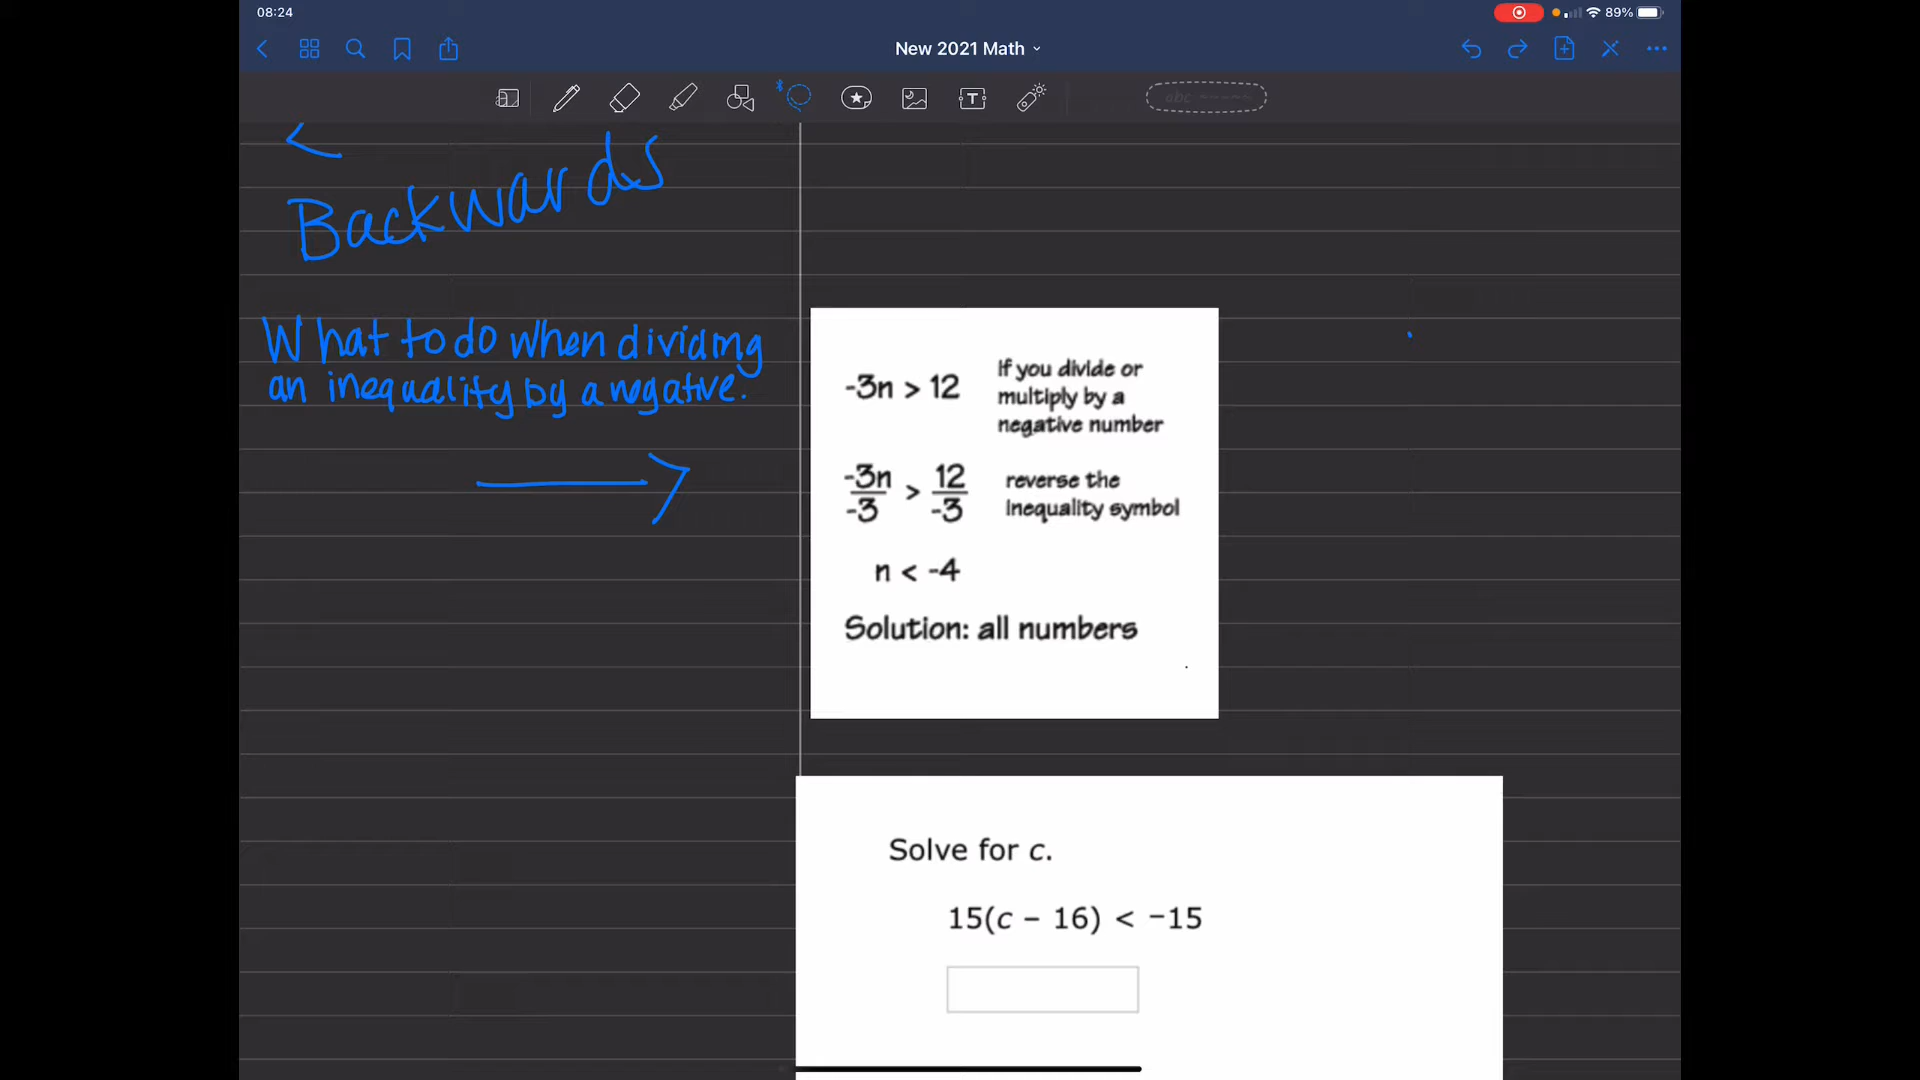 08:24
89%
New 2021 Math
abc
Backwards
What to do when dividing
an inequality by a negative.
-3n > 12
If you divide or
multiply by a
negative number
-3n/-3 > 12/-3
reverse the
inequality symbol
n < -4
Solution: all numbers
Solve for c.
15(c − 16) < −15